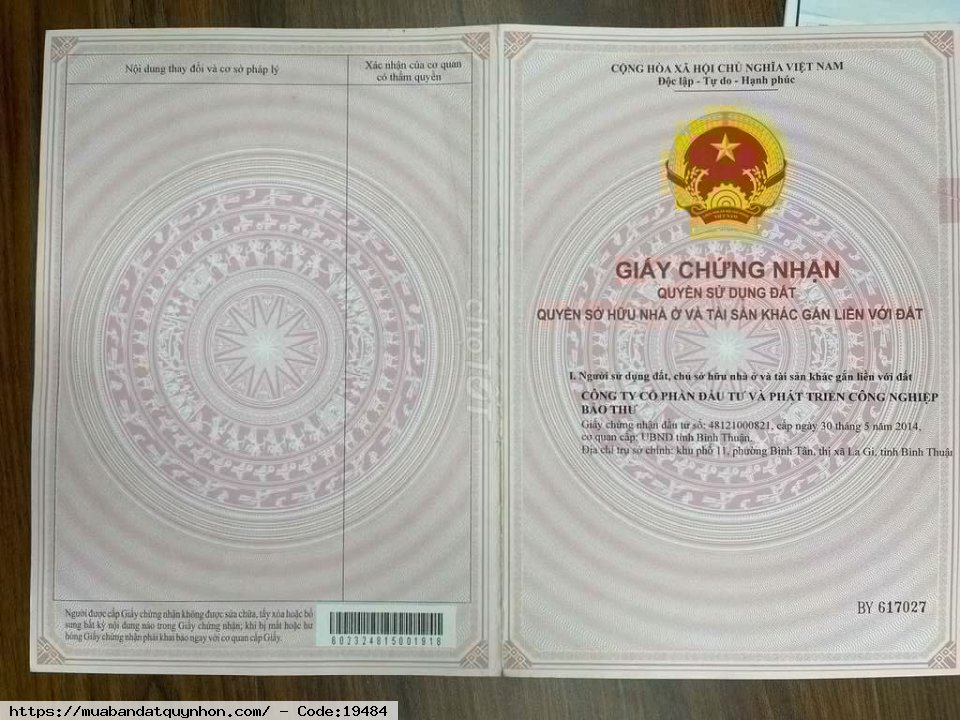 Nội dung thay đổi và cơ sở pháp lý
Xác nhận của cơ quan
có thẩm quyền
Người được cấp Giấy chứng nhận không được sửa chữa, tẩy xóa hoặc bổ
sung bất kỳ nội dung nào trong Giấy chứng nhận; khi bị mất hoặc hư
hỏng Giấy chứng nhận phải khai báo ngay với cơ quan cấp Giấy.
602324815001918
CỘNG HÒA XÃ HỘI CHỦ NGHĨA VIỆT NAM
Độc lập - Tự do - Hạnh phúc
VIỆT NAM
GIẤY CHỨNG NHẬN
QUYỀN SỬ DỤNG ĐẤT
QUYỀN SỞ HỮU NHÀ Ở VÀ TÀI SẢN KHÁC GẮN LIỀN VỚI ĐẤT
I. Người sử dụng đất, chủ sở hữu nhà ở và tài sản khác gắn liền với đất
CÔNG TY CỔ PHẦN ĐẦU TƯ VÀ PHÁT TRIỂN CÔNG NGHIỆP
BẢO THƯ
Giấy chứng nhận đầu tư số: 48121000821, cấp ngày 30 tháng 5 năm 2014,
cơ quan cấp: UBND tỉnh Bình Thuận,
Địa chỉ trụ sở chính: khu phố 11, phường Bình Tân, thị xã La Gi, tỉnh Bình Thuận
BY 617027
chợ TỐT
https://muabandatquynhon.com/ - Code:19484